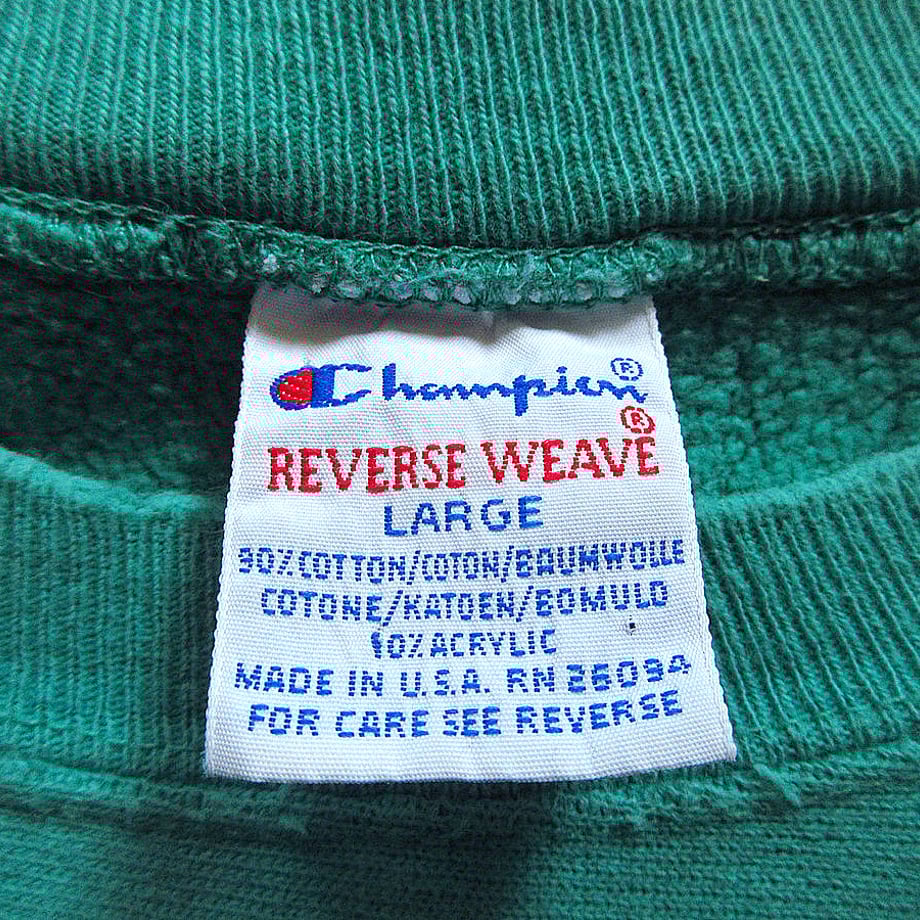 Champion®
REVERSE WEAVE®
LARGE
90% COTTON/COTON/BAUMWOLLE
COTONE/KATOEN/BOMULD
10% ACRYLIC
MADE IN U.S.A. RN 26094
FOR CARE SEE REVERSE